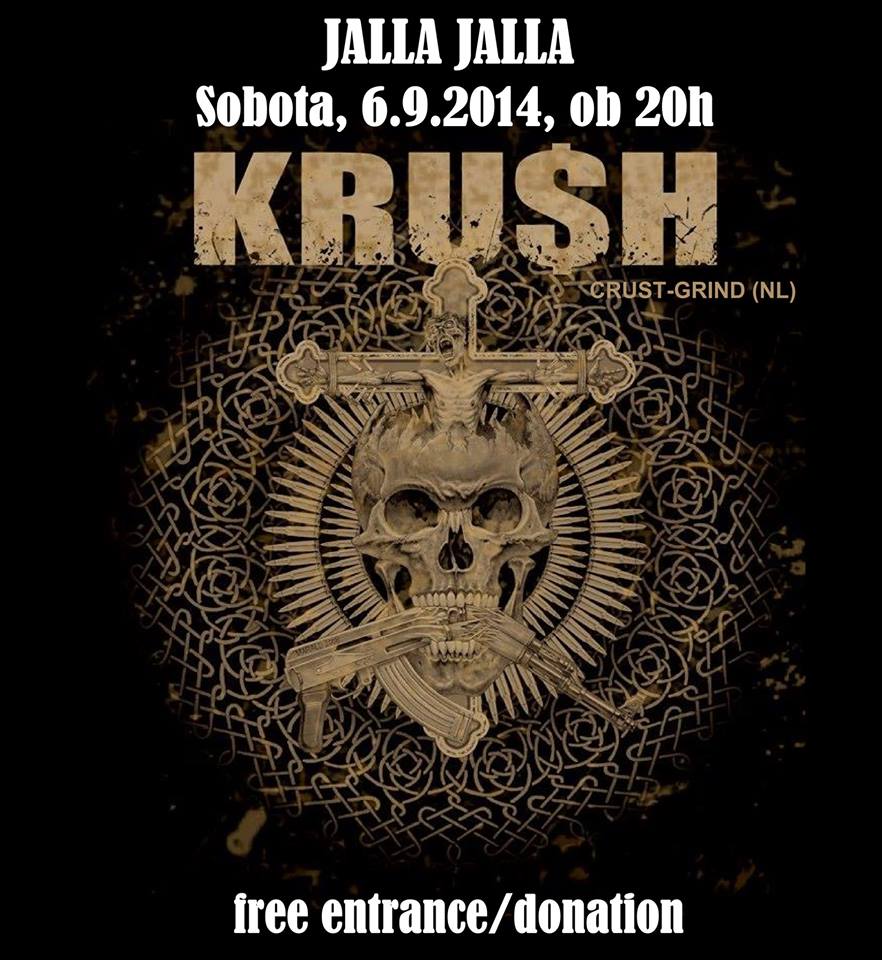 JALLA JALLA
Sobota, 6.9.2014, ob 20h
KRU$H
CRUST-GRIND (NL)
free entrance/donation